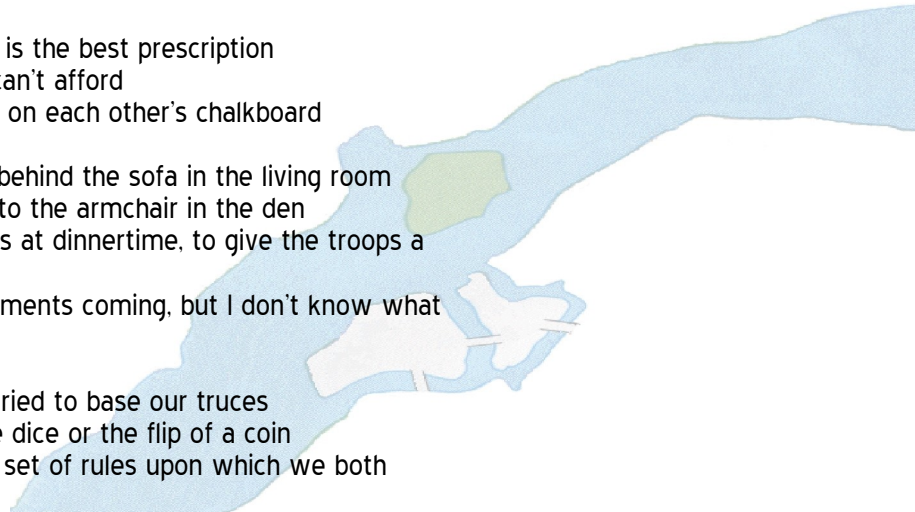 is the best prescription
can't afford
on each other's chalkboard
behind the sofa in the living room
to the armchair in the den
s at dinnertime, to give the troops a
ments coming, but I don't know what
ried to base our truces
e dice or the flip of a coin
set of rules upon which we both